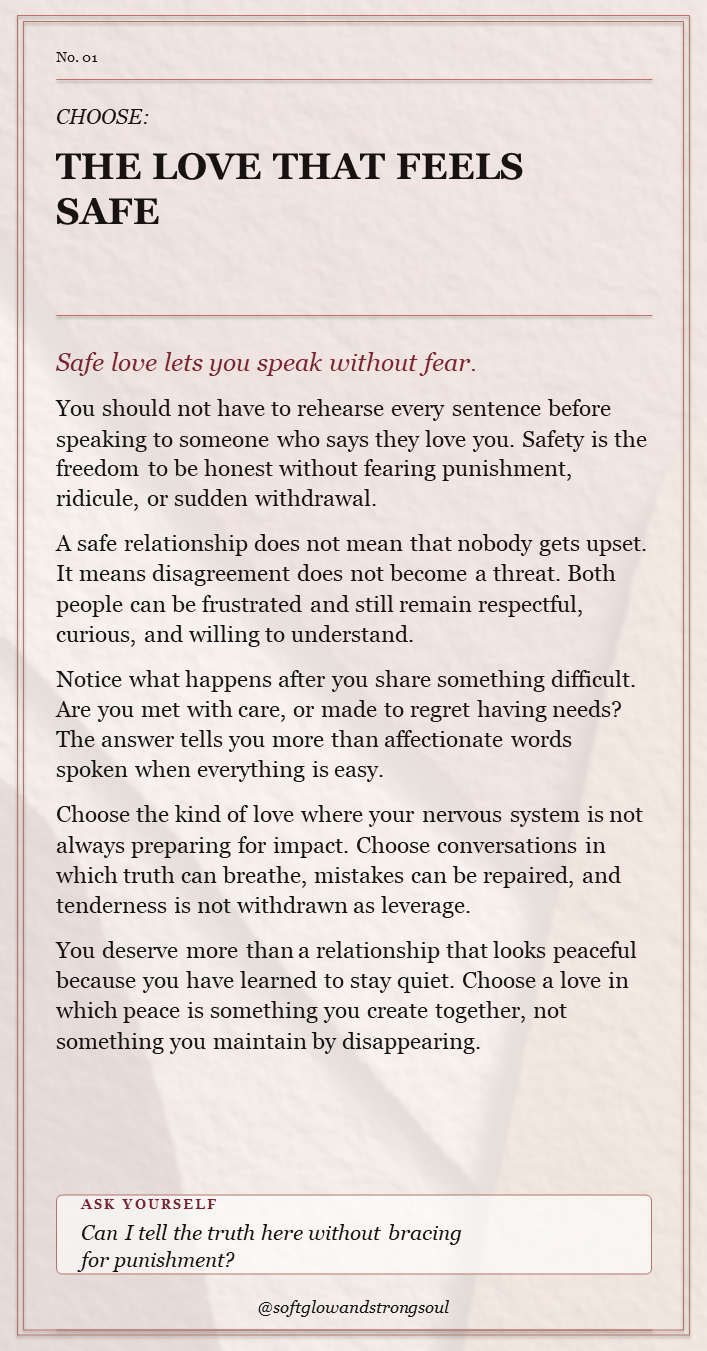 No. 01
CHOOSE:
THE LOVE THAT FEELS
SAFE
Safe love lets you speak without fear.
You should not have to rehearse every sentence before
speaking to someone who says they love you. Safety is the
freedom to be honest without fearing punishment,
ridicule, or sudden withdrawal.
A safe relationship does not mean that nobody gets upset.
It means disagreement does not become a threat. Both
people can be frustrated and still remain respectful,
curious, and willing to understand.
Notice what happens after you share something difficult.
Are you met with care, or made to regret having needs?
The answer tells you more than affectionate words
spoken when everything is easy.
Choose the kind of love where your nervous system is not
always preparing for impact. Choose conversations in
which truth can breathe, mistakes can be repaired, and
tenderness is not withdrawn as leverage.
You deserve more than a relationship that looks peaceful
because you have learned to stay quiet. Choose a love in
which peace is something you create together, not
something you maintain by disappearing.
ASK YOURSELF
Can I tell the truth here without bracing
for punishment?
@softglowandstrongsoul